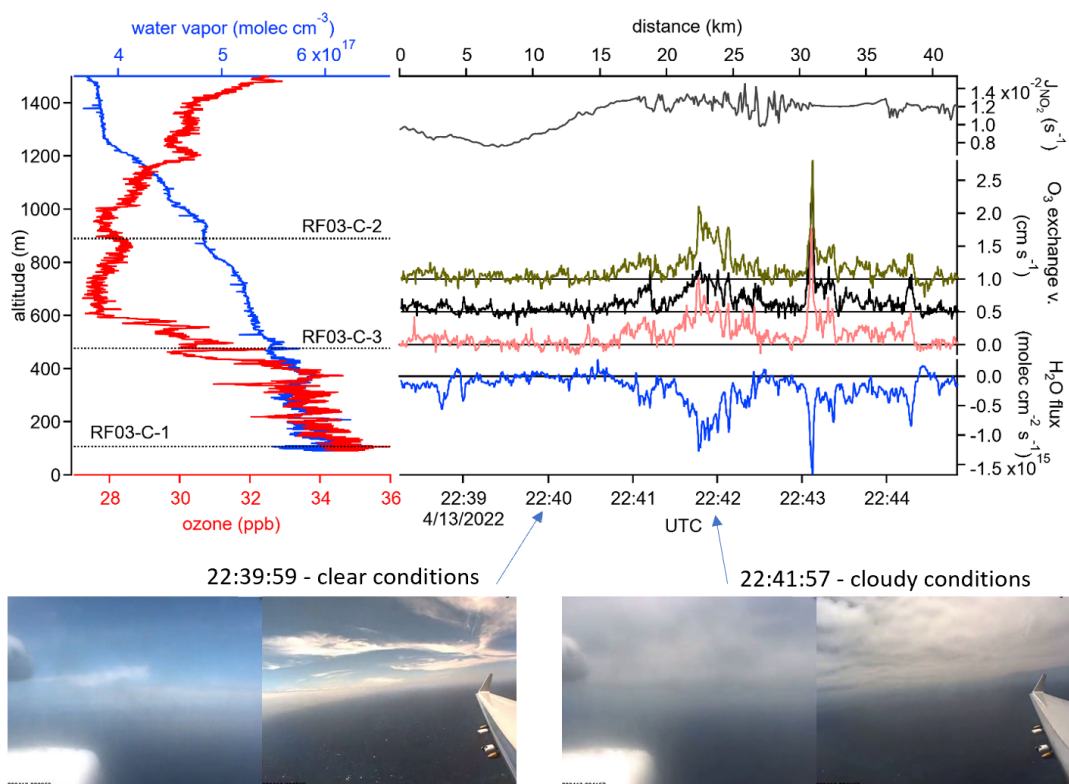 water vapor (molec cm⁻³)
4 5 6 x10¹⁷
distance (km)
0 5 10 15 20 25 30 35 40
1400
1200
1000
800
600
400
200
0
altitude (m)
RF03-C-2
RF03-C-3
RF03-C-1
28 30 32 34 36
ozone (ppb)
1.4 x10⁻²
1.2
1.0
0.8
J_NO₂ (s⁻¹)
2.5
2.0
1.5
1.0
0.5
0.0
O₃ exchange v.
(cm s⁻¹)
0.0
-0.5
-1.0
-1.5 x10¹⁵
H₂O flux
(molec cm⁻² s⁻¹)
22:39 22:40 22:41 22:42 22:43 22:44
4/13/2022
UTC
22:39:59 - clear conditions
22:41:57 - cloudy conditions